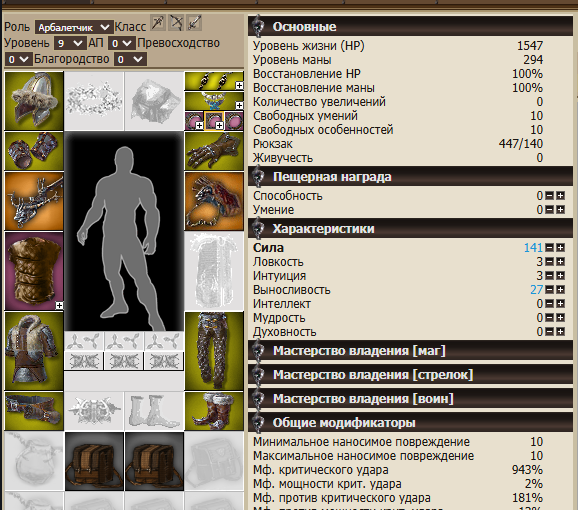 Роль Арбалетчик Класс
Уровень 9 АП 0 Превосходство
0 Благородство 0
Основные
Уровень жизни (HP) 1547
Уровень маны 294
Восстановление HP 100%
Восстановление маны 100%
Количество увеличений 0
Свободных умений 10
Свободных особенностей 10
Рюкзак 447/140
Живучесть 0
Пещерная награда
Способность 0
Умение 0
Характеристики
Сила 141
Ловкость 3
Интуиция 3
Выносливость 27
Интеллект 0
Мудрость 0
Духовность 0
Мастерство владения [маг]
Мастерство владения [стрелок]
Мастерство владения [воин]
Общие модификаторы
Минимальное наносимое повреждение 10
Максимальное наносимое повреждение 10
Мф. критического удара 943%
Мф. мощности крит. удара 2%
Мф. против критического удара 181%